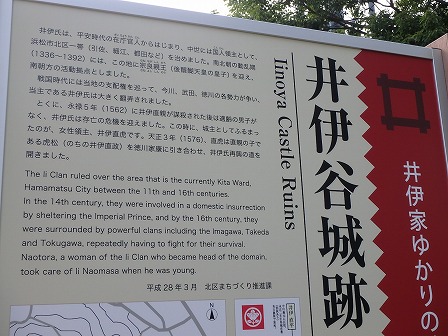 井伊氏は、平安時代の在庁官人からはじまり、中世には国人領主として、
浜松市北区一帯（引佐、細江、都田など）を治めました。南北朝の動乱期
（1336～1392）には、この地に宗良親王（後醍醐天皇の皇子）を迎え、
南朝方の活動拠点としました。
戦国時代には当地の支配権を巡って、今川、武田、徳川の各勢力が争い、
当主である井伊氏は大きく翻弄されました。
とくに、永禄５年（1562）に井伊直親が謀殺された後は適齢の男子が
なく、井伊氏は存亡の危機を迎えました。この時に、城主としてふるまっ
たのが、女性領主、井伊直虎です。天正３年（1576）、直虎は直親の子で
ある虎松（のちの井伊直政）を徳川家康に引き合わせ、井伊氏再興の道を
開きました。
The Ii Clan ruled over the area that is the currently Kita Ward,
Hamamatsu City between the 11th and 16th centuries.
In the 14th century, they were involved in a domestic insurrection
by sheltering the Imperial Prince, and by the 16th century, they
were surrounded by powerful clans including the Imagawa, Takeda
and Tokugawa, repeatedly having to fight for their survival.
Naotora, a woman of the Ii Clan who became head of the domain,
took care of Ii Naomasa when he was young.
平成 28 年 3 月　北区まちづくり推進課
Iinoya Castle Ruins
井伊谷城跡
井伊家ゆかりの
N
井伊直虎